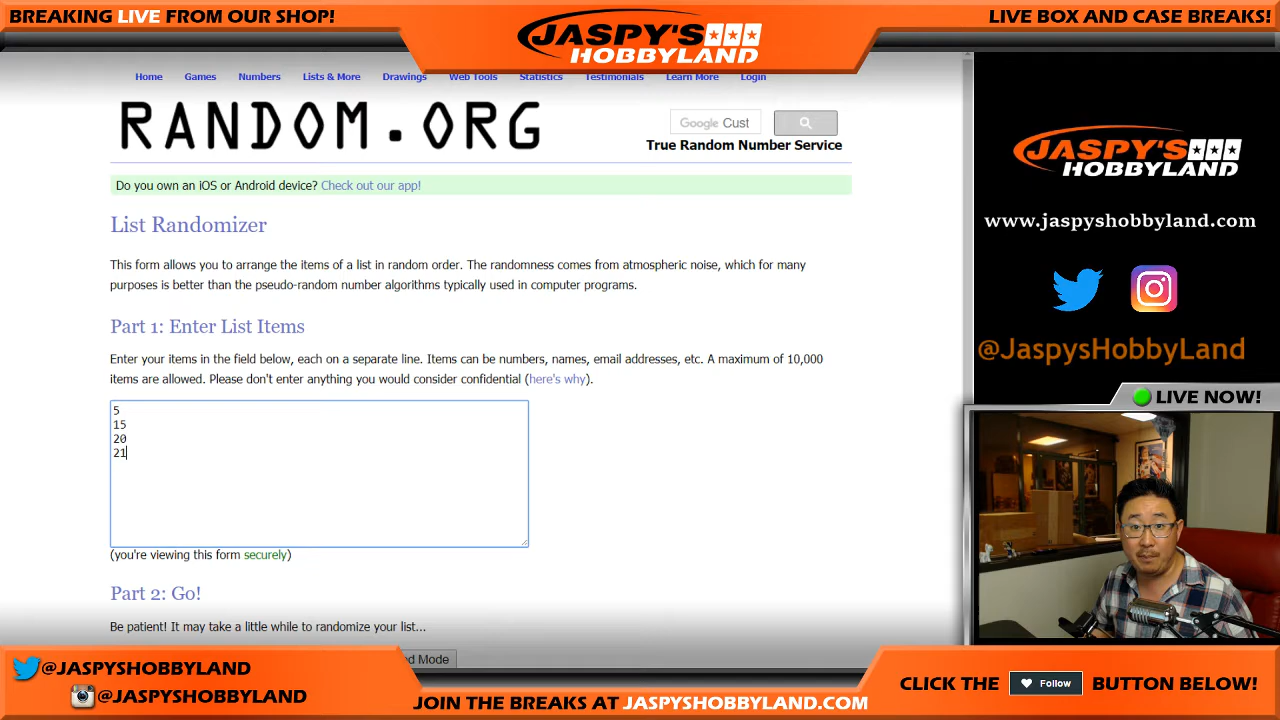 BREAKING LIVE FROM OUR SHOP!
JASPY'S
HOBBYLAND
LIVE BOX AND CASE BREAKS!
Home Games Numbers Lists & More Drawings Web Tools Statistics Testimonials Learn More Login
RANDOM.ORG
Google Cust
True Random Number Service
Do you own an iOS or Android device? Check out our app!
List Randomizer
This form allows you to arrange the items of a list in random order. The randomness comes from atmospheric noise, which for many
purposes is better than the pseudo-random number algorithms typically used in computer programs.
Part 1: Enter List Items
Enter your items in the field below, each on a separate line. Items can be numbers, names, email addresses, etc. A maximum of 10,000
items are allowed. Please don't enter anything you would consider confidential (here's why).
5
15
20
21
(you're viewing this form securely)
Part 2: Go!
Be patient! It may take a little while to randomize your list...
d Mode
JASPY'S
HOBBYLAND
www.jaspyshobbyland.com
@JaspysHobbyLand
LIVE NOW!
@JASPYSHOBBYLAND
@JASPYSHOBBYLAND
JOIN THE BREAKS AT JASPYSHOBBYLAND.COM
CLICK THE Follow BUTTON BELOW!